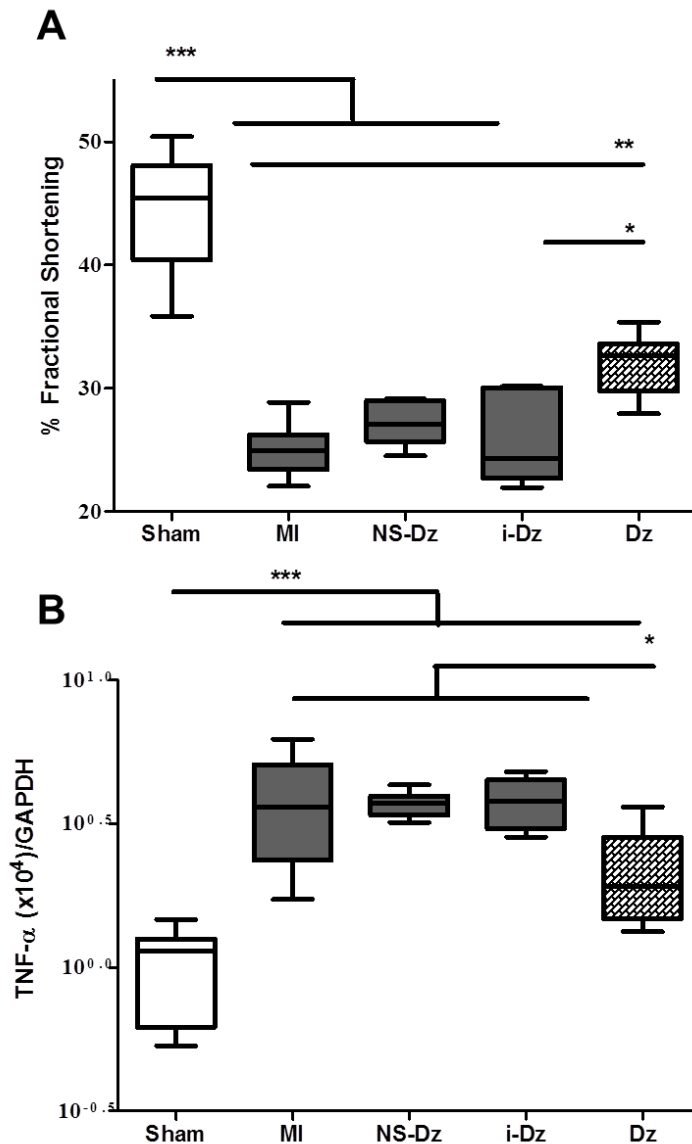 A
***
50
**
*
40
30
20
% Fractional Shortening
Sham MI NS-Dz i-Dz Dz
B
***
*
10^1.0
10^0.5
10^0.0
10^-0.5
TNF-α (x10^4)/GAPDH
Sham MI NS-Dz i-Dz Dz